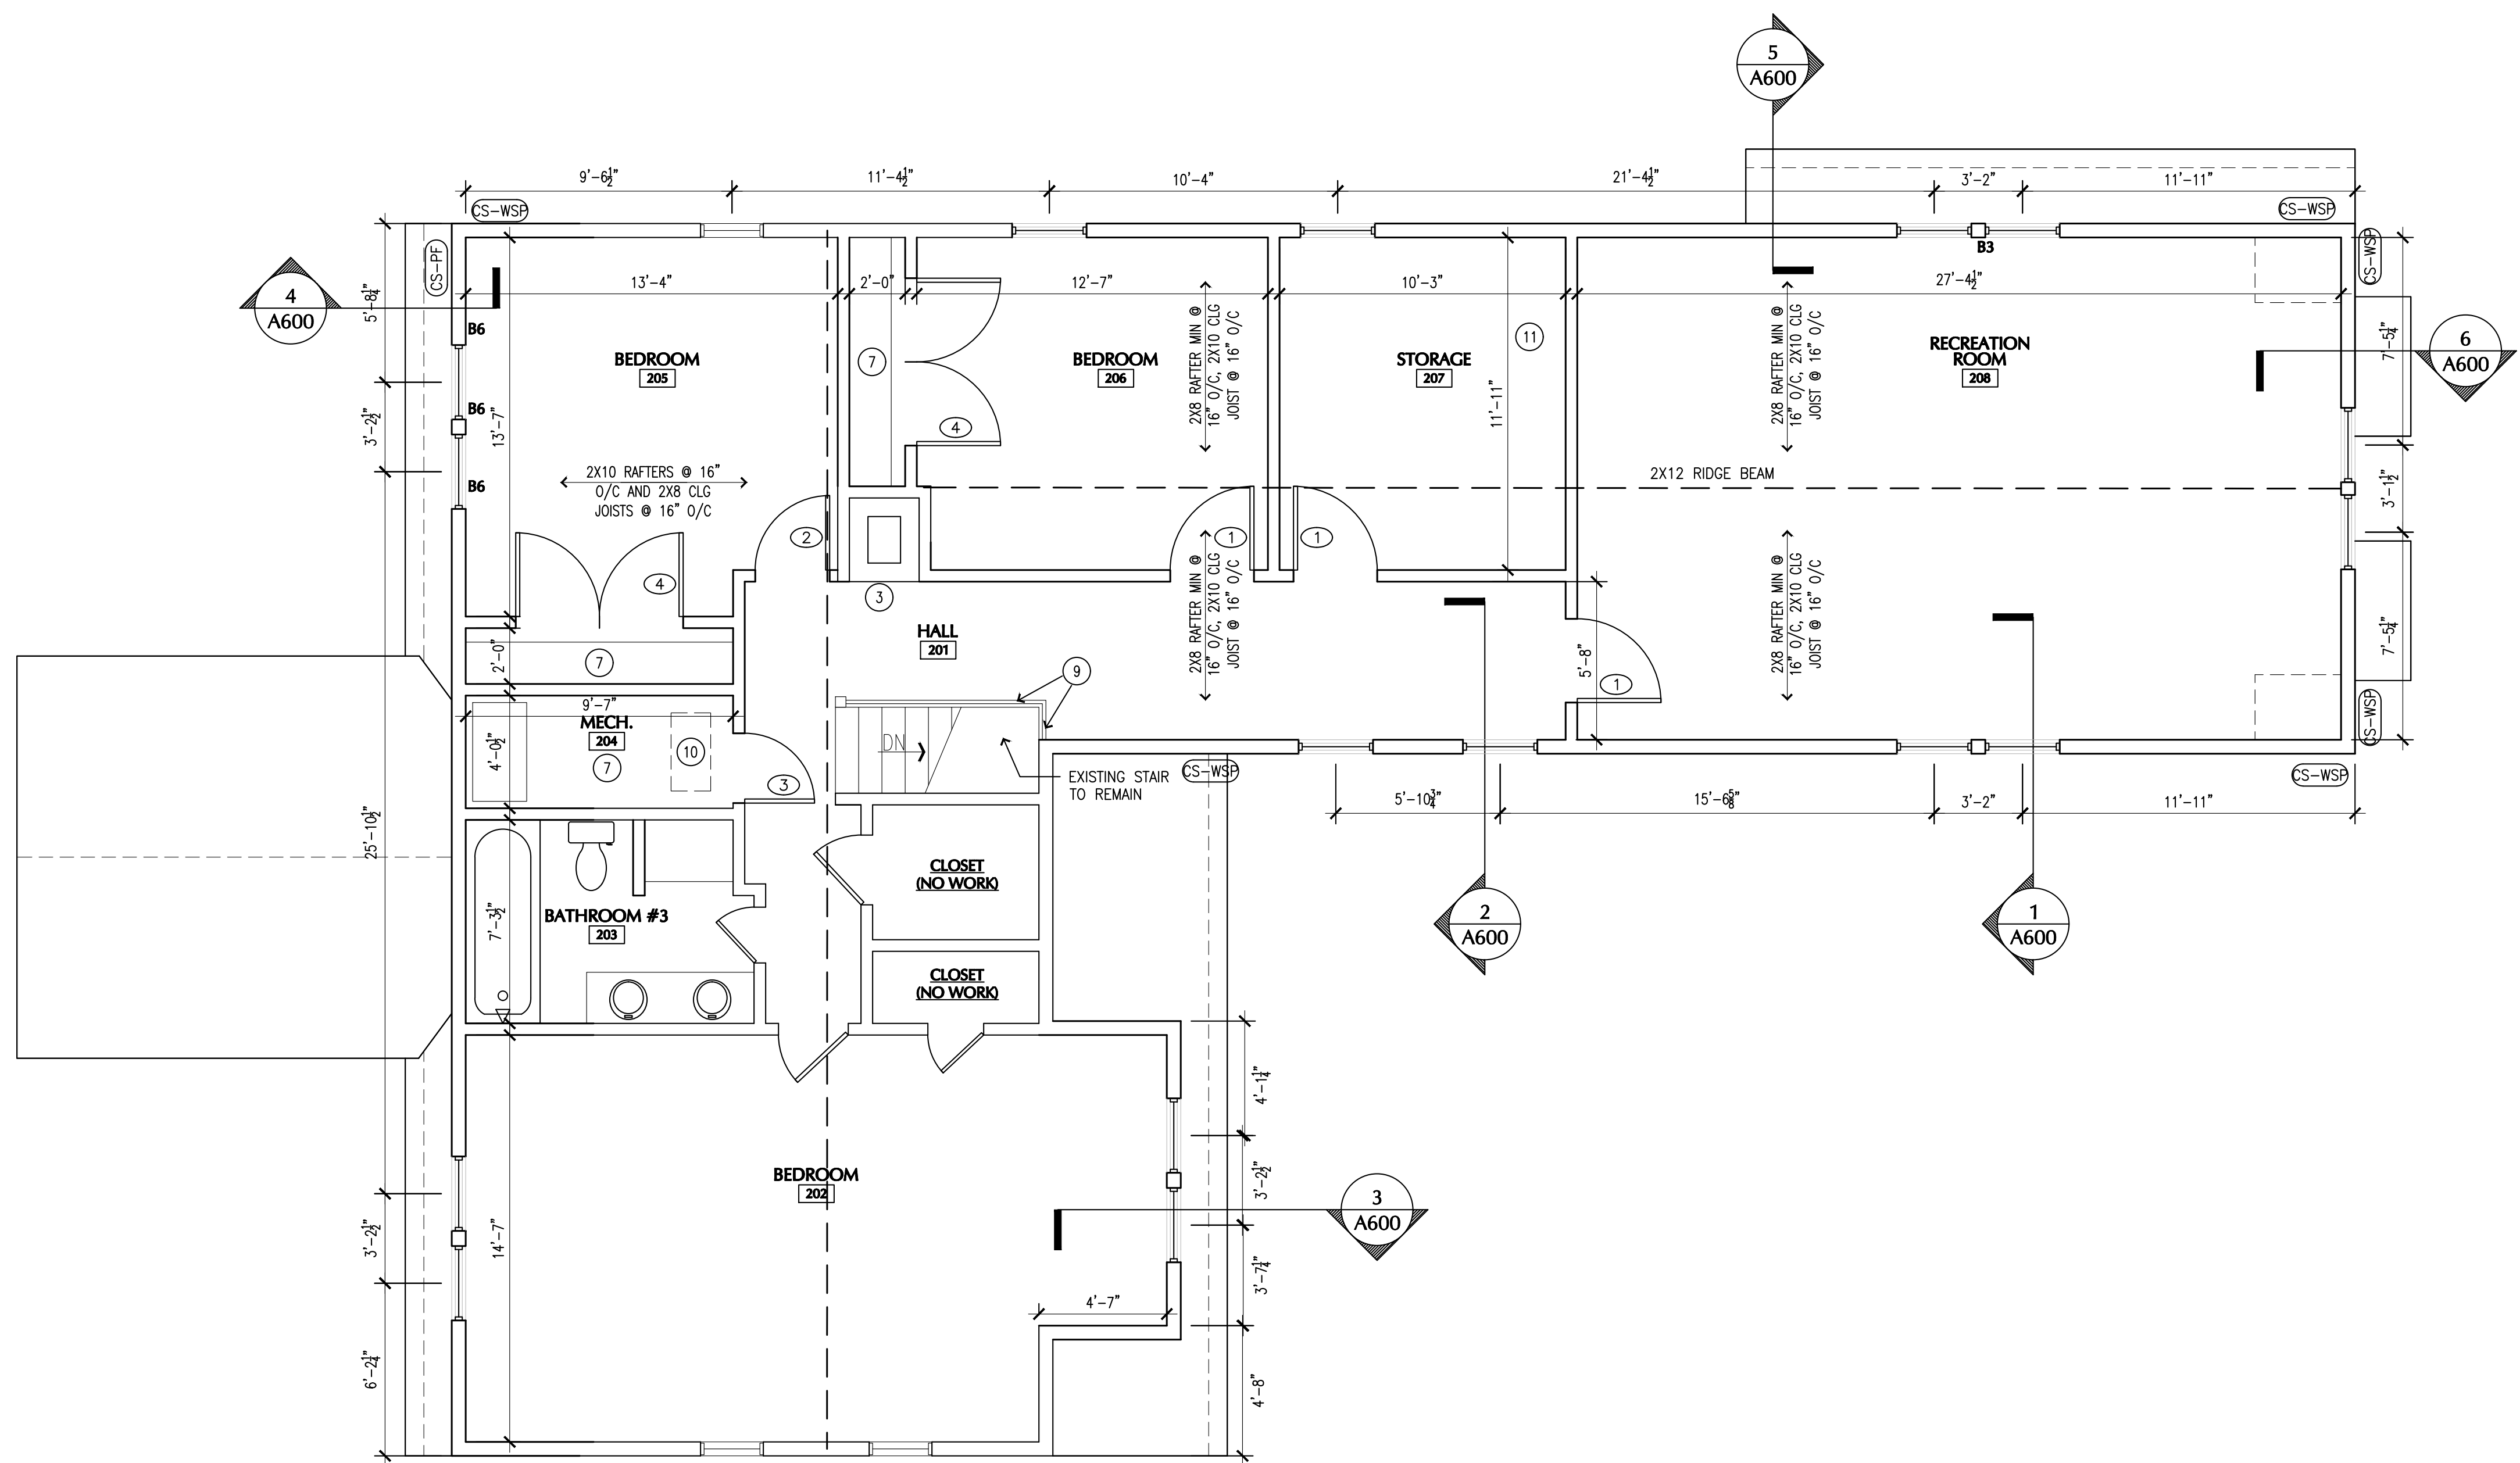 5
A600
9'-6½"
11'-4½"
10'-4"
21'-4½"
3'-2"
11'-11"
CS-WSP
CS-WSP
CS-PF
CS-WSP
B3
4
A600
5'-8¼"
13'-4"
2'-0"
12'-7"
10'-3"
27'-4½"
B6
11
7'-5¼"
6
A600
BEDROOM
205
7
BEDROOM
206
2X8 RAFTER MIN @
16" O/C, 2X10 CLG
JOIST @ 16" O/C
STORAGE
207
2X8 RAFTER MIN @
16" O/C, 2X10 CLG
JOIST @ 16" O/C
RECREATION
ROOM
208
B6
3'-2½"
13'-7"
4
11'-11"
2X10 RAFTERS @ 16"
O/C AND 2X8 CLG
JOISTS @ 16" O/C
B6
2X12 RIDGE BEAM
3'-1½"
2
1
1
4
3
2X8 RAFTER MIN @
16" O/C, 2X10 CLG
JOIST @ 16" O/C
2X8 RAFTER MIN @
16" O/C, 2X10 CLG
JOIST @ 16" O/C
HALL
201
2'-0"
7
9
5'-8"
1
7'-5¼"
CS-WSP
9'-7"
MECH.
204
7
10
4'-0½"
DN
3
EXISTING STAIR
TO REMAIN
CS-WSP
CS-WSP
5'-10¾"
15'-6⅝"
3'-2"
11'-11"
25'-10½"
CLOSET
(NO WORK)
BATHROOM #3
203
7'-3½"
2
A600
1
A600
CLOSET
(NO WORK)
4'-1¼"
BEDROOM
202
3'-2½"
3
A600
3'-2½"
14'-7"
3'-7¼"
4'-7"
6'-2¼"
4'-8"